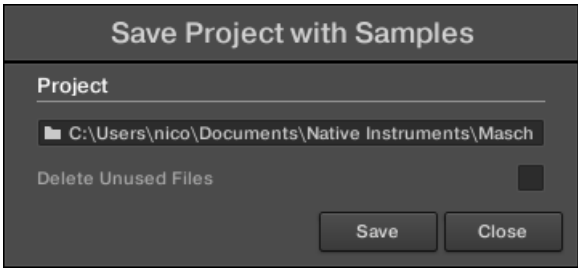 Save Project with Samples
Project
C:\Users\nico\Documents\Native Instruments\Masch
Delete Unused Files
Save Close